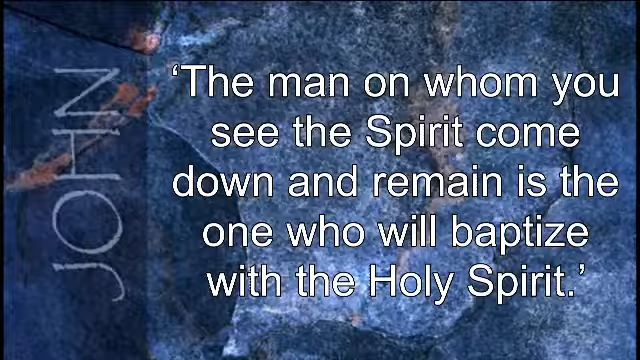 JOHN
‘The man on whom you
see the Spirit come
down and remain is the
one who will baptize
with the Holy Spirit.’